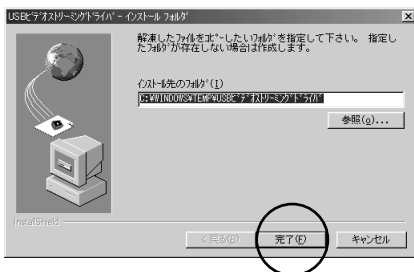 USBﾋﾞﾃﾞｵストリーミングﾄﾞﾗｲﾊﾞ - インストール フォルダ
解凍したファイルをｺﾋﾟｰしたいフォルダを指定して下さい。 指定し
たフォルダが存在しない場合は作成します。
インストール先のフォルダ(I)
C:¥WINDOWS¥TEMP¥USBﾋﾞﾃﾞｵストリーミングﾄﾞﾗｲﾊﾞ
参照(o)...
InstallShield
< 戻る(B)
完了(F)
キャンセル